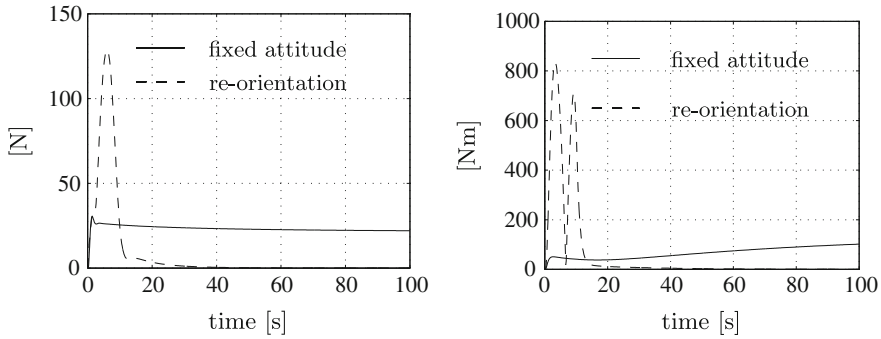 150
fixed attitude
re-orientation
100
[N]
50
0
0 20 40 60 80 100
time [s]
1000
fixed attitude
800
re-orientation
600
[Nm]
400
200
0
0 20 40 60 80 100
time [s]